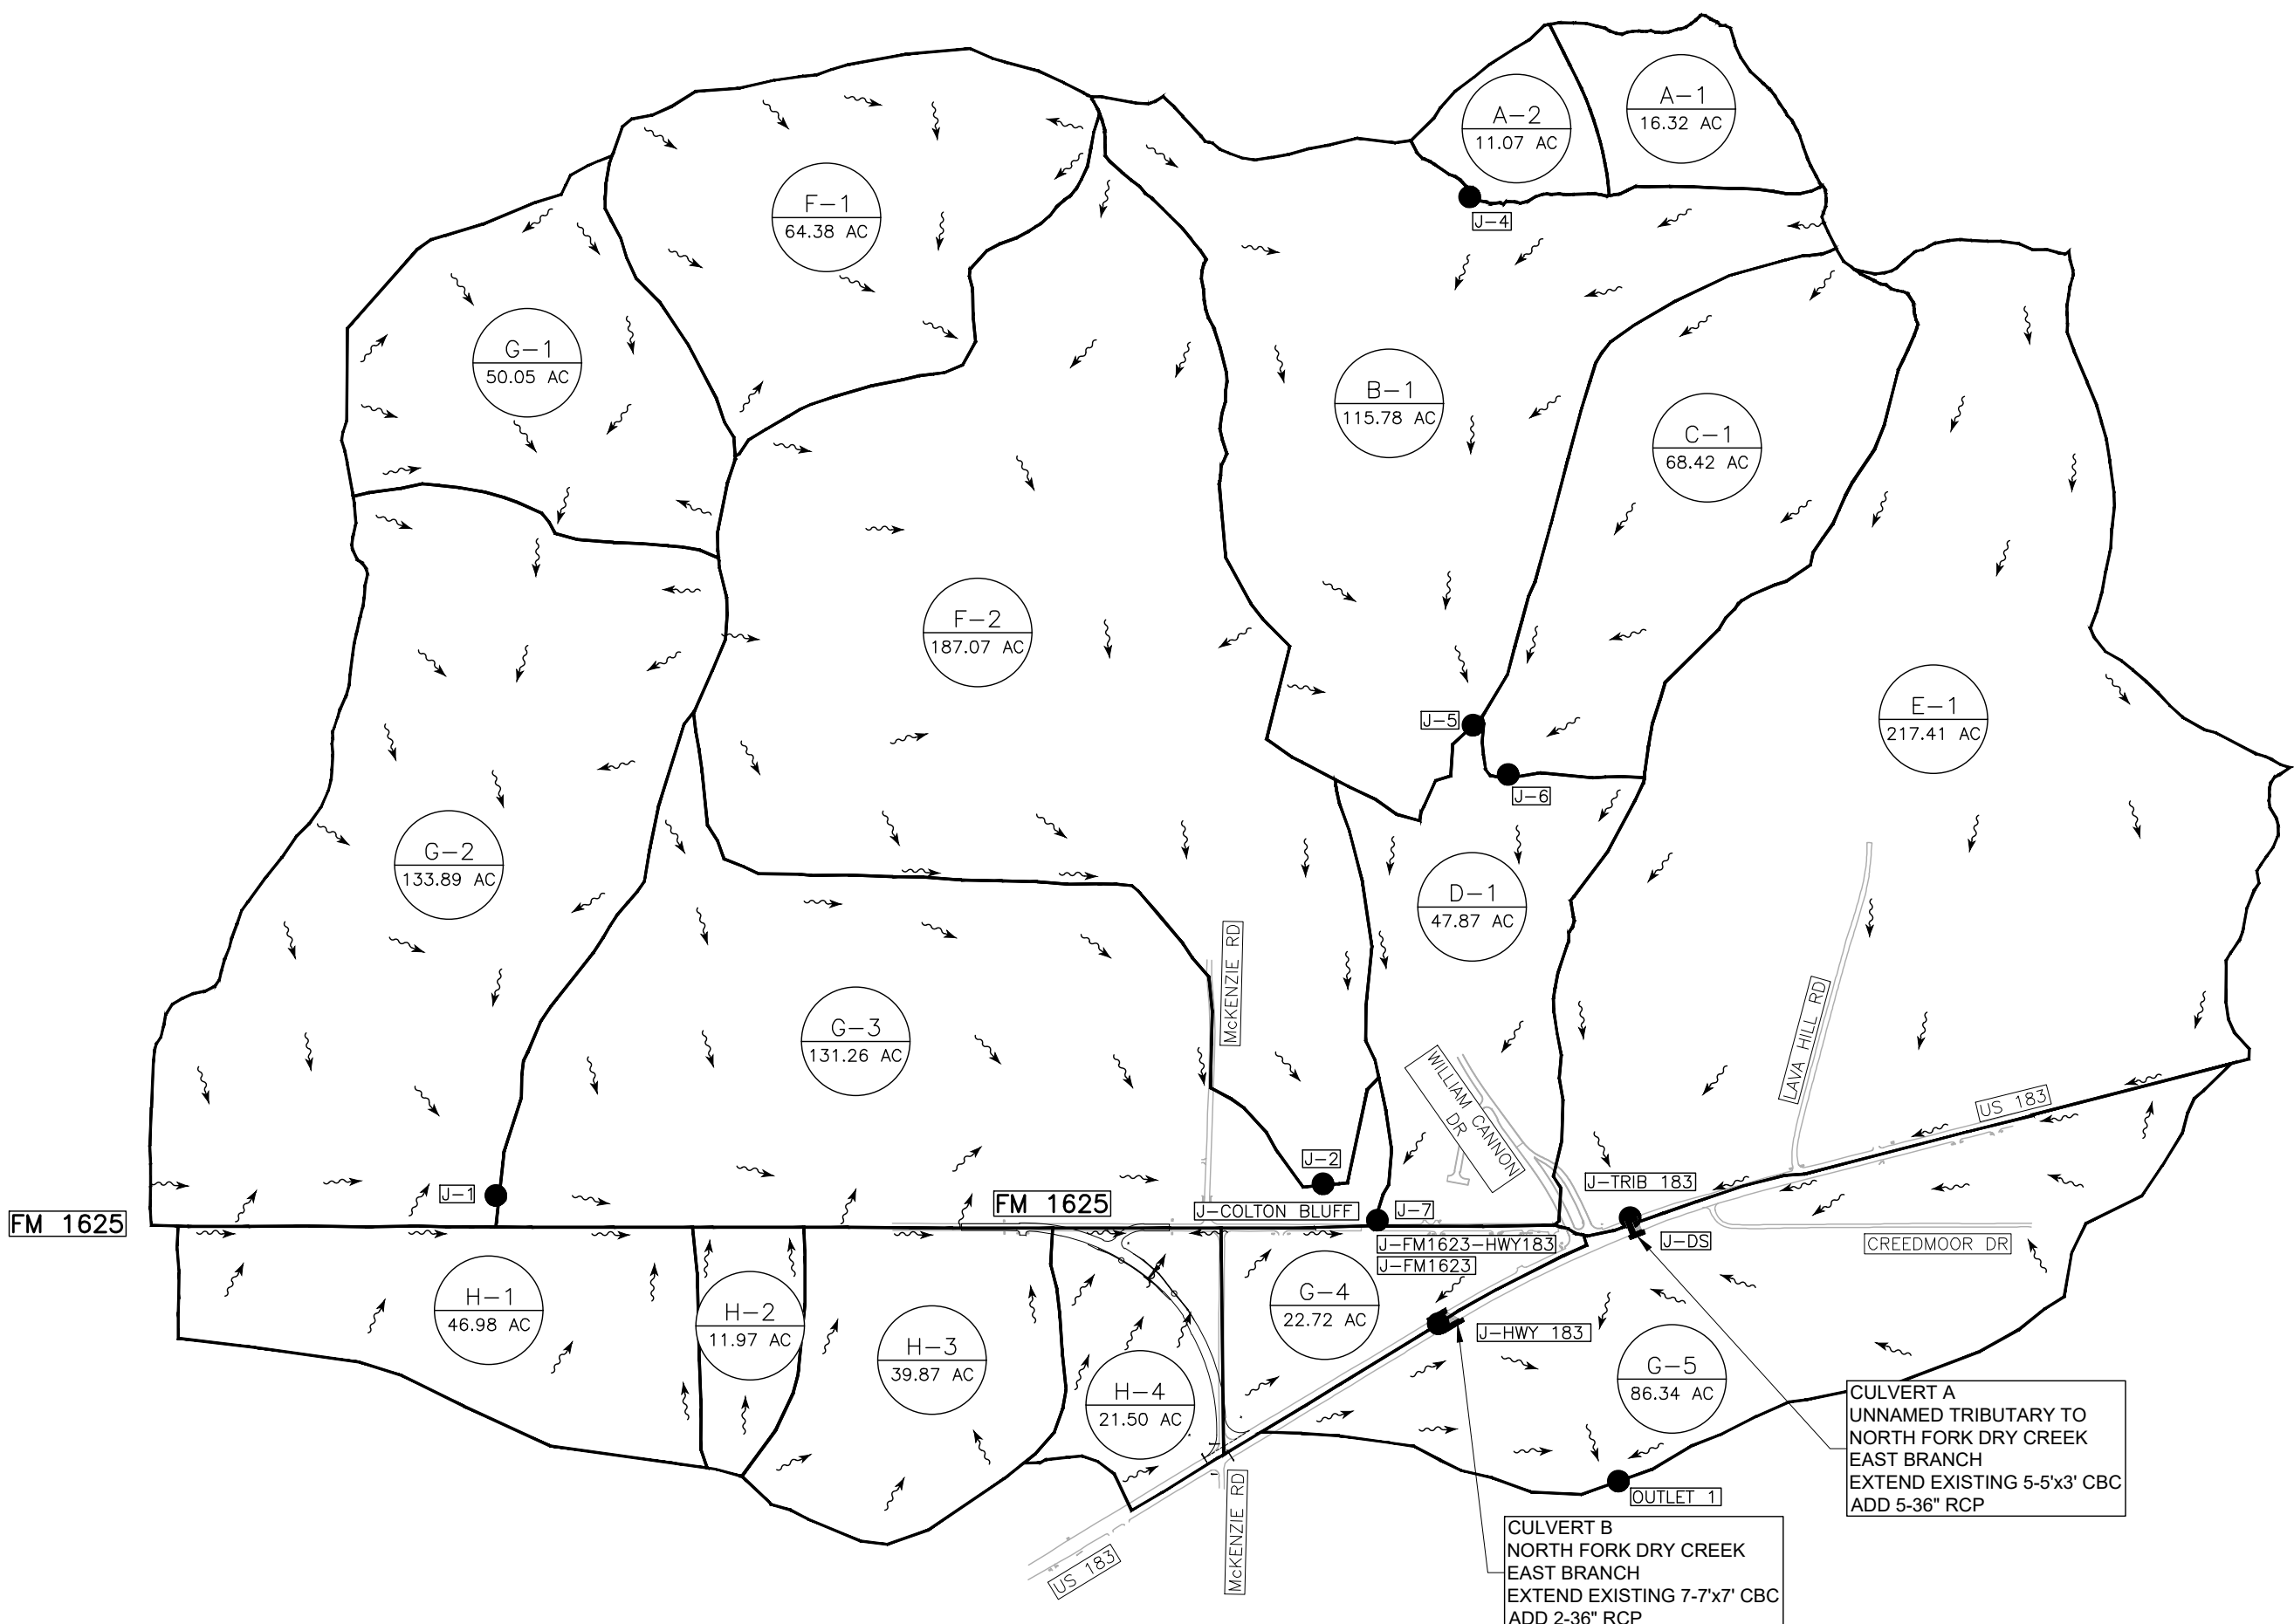 A-1
16.32 AC
A-2
11.07 AC
F-1
64.38 AC
J-4
G-1
50.05 AC
B-1
115.78 AC
C-1
68.42 AC
F-2
187.07 AC
E-1
217.41 AC
J-5
J-6
G-2
133.89 AC
D-1
47.87 AC
McKENZIE RD
G-3
131.26 AC
LAVA HILL RD
WILLIAM CANNON
DR
US 183
J-2
J-1
J-TRIB 183
FM 1625
FM 1625
J-COLTON BLUFF
J-7
J-FM1623-HWY183
J-DS
CREEDMOOR DR
J-FM1623
H-1
46.98 AC
H-2
11.97 AC
G-4
22.72 AC
J-HWY 183
H-3
39.87 AC
H-4
21.50 AC
G-5
86.34 AC
CULVERT A
UNNAMED TRIBUTARY TO
NORTH FORK DRY CREEK
EAST BRANCH
EXTEND EXISTING 5-5'x3' CBC
ADD 5-36" RCP
OUTLET 1
McKENZIE RD
US 183
CULVERT B
NORTH FORK DRY CREEK
EAST BRANCH
EXTEND EXISTING 7-7'x7' CBC
ADD 2-36" RCP